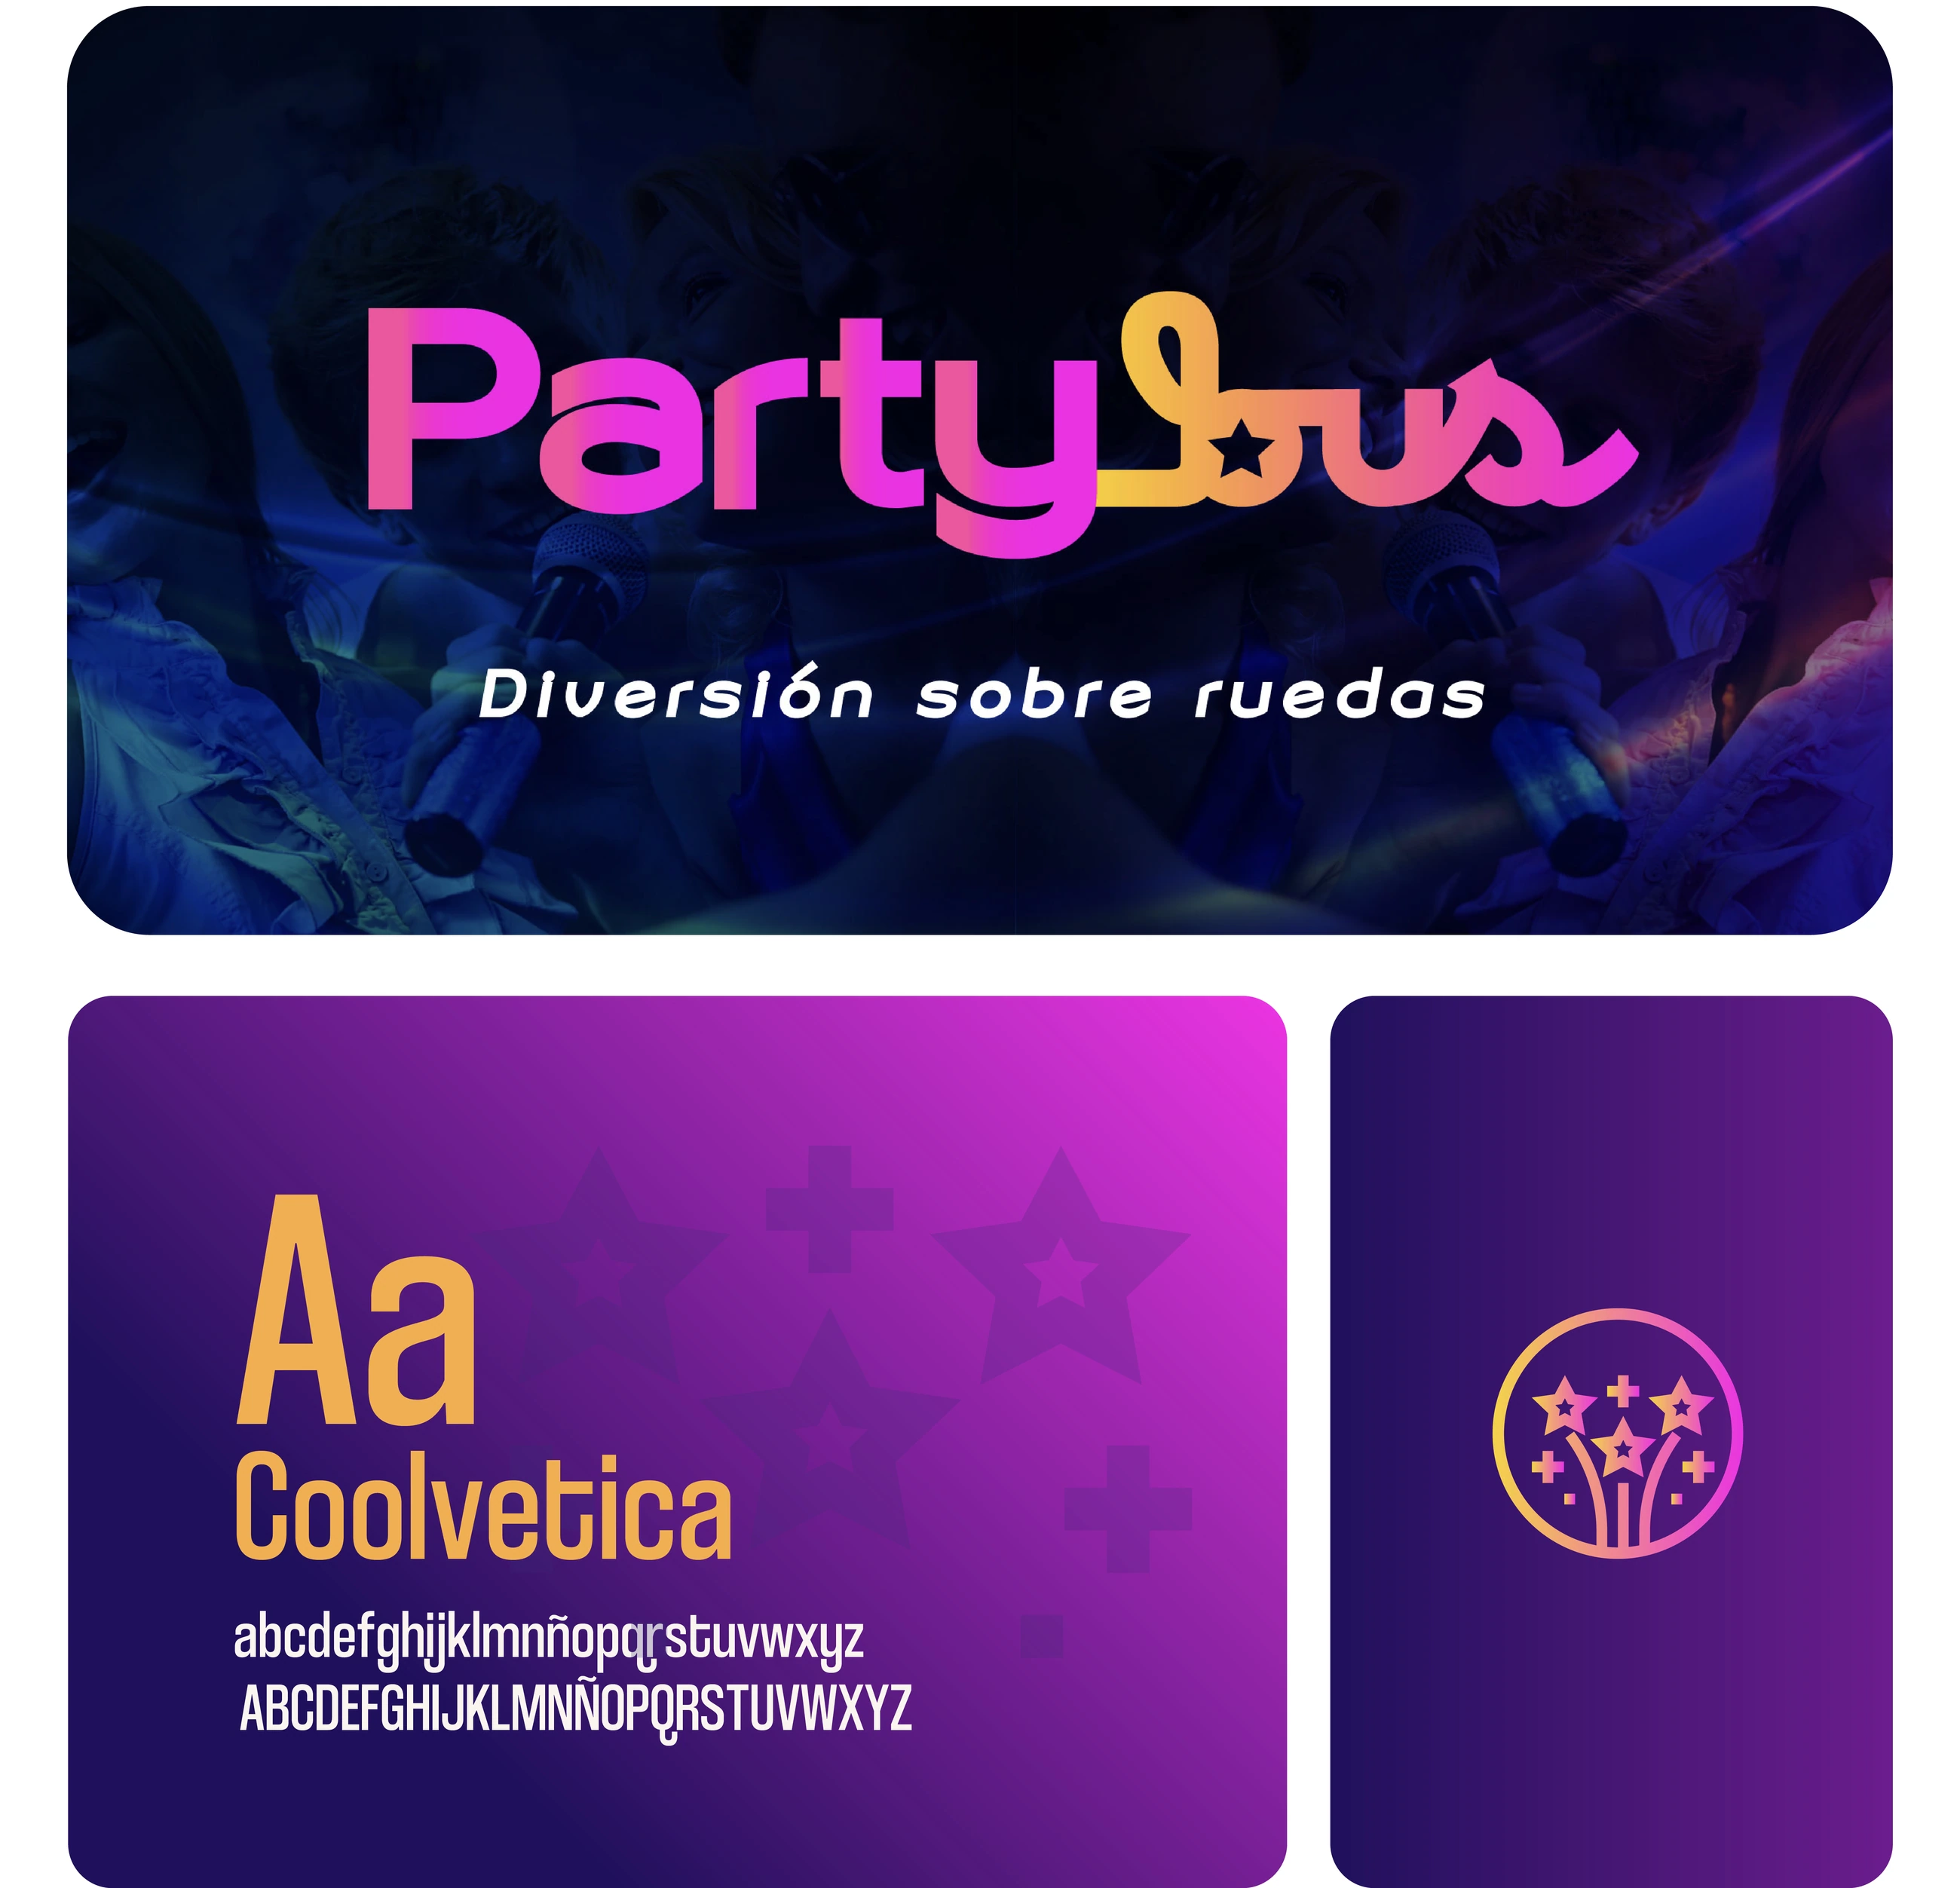 Partybus
Diversión sobre ruedas
Aa
Coolvetica
abcdefghijklmnñopqrstuvwxyz
ABCDEFGHIJKLMNÑOPQRSTUVWXYZ